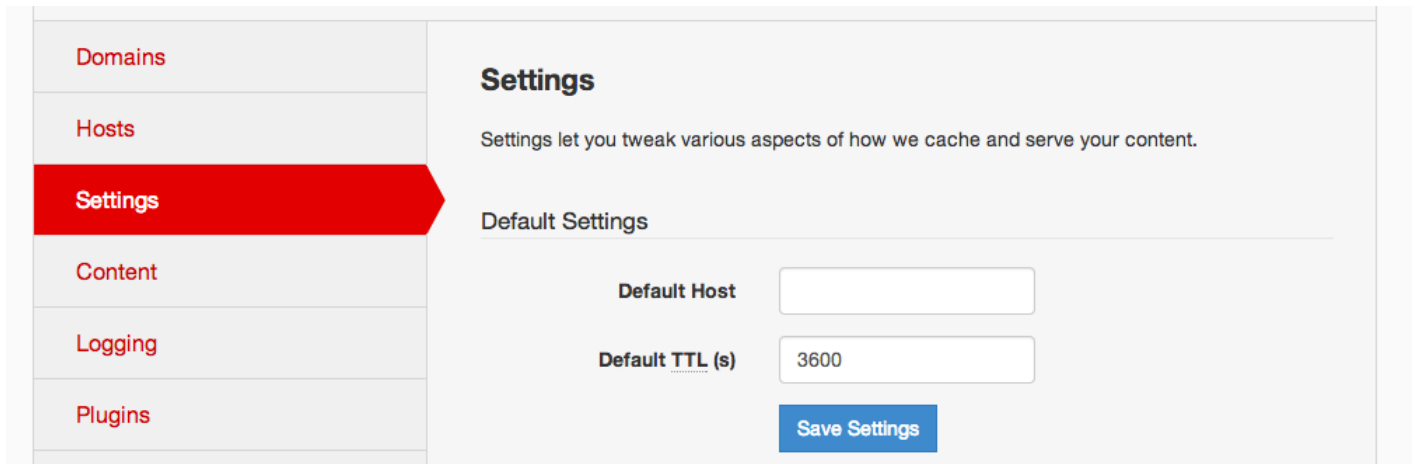 Domains
Hosts
Settings
Content
Logging
Plugins
Settings
Settings let you tweak various aspects of how we cache and serve your content.
Default Settings
Default Host
Default TTL (s) 3600
Save Settings